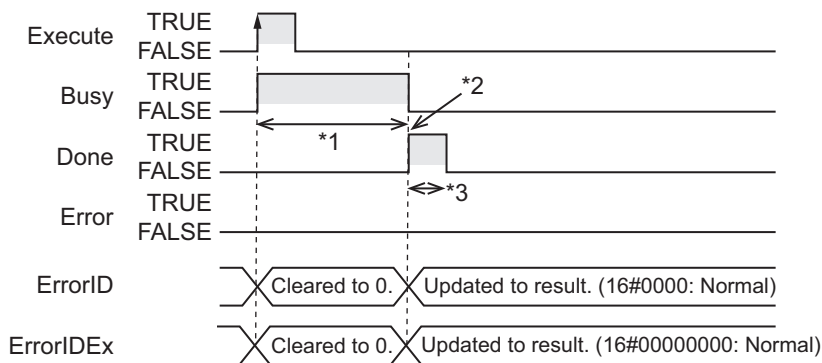 Execute TRUE
FALSE
Busy TRUE
FALSE
*2
*1
Done TRUE
FALSE
*3
Error TRUE
FALSE
ErrorID Cleared to 0. Updated to result. (16#0000: Normal)
ErrorIDEx Cleared to 0. Updated to result. (16#00000000: Normal)